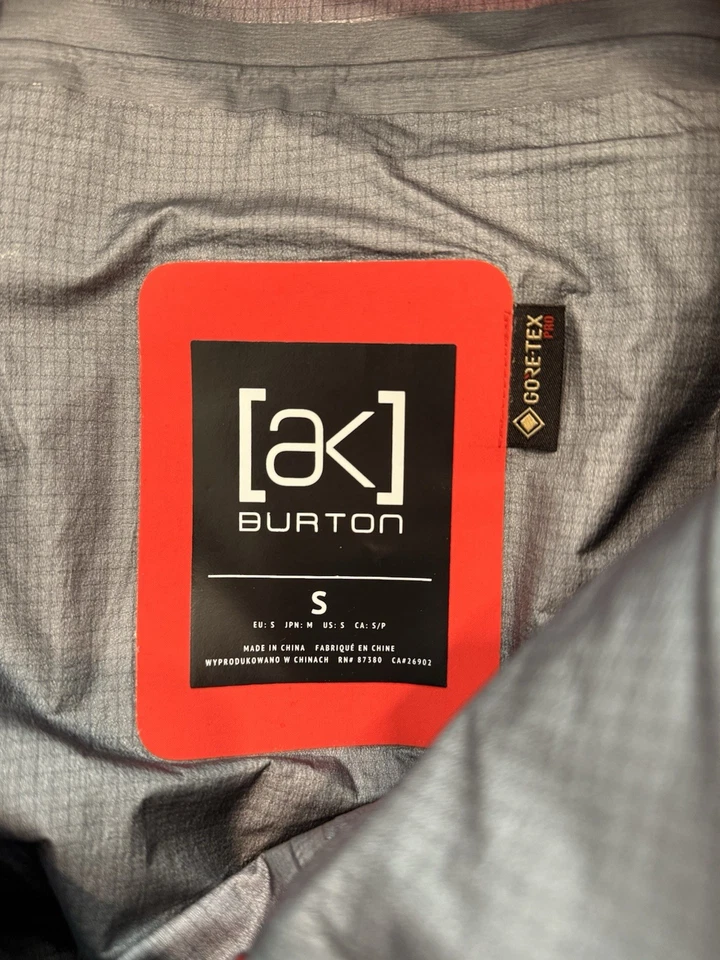 [ak]
BURTON
S
EU: S JPN: M US: S CA: S/P
MADE IN CHINA FABRIQUÉ EN CHINE
WYPRODUKOWANO W CHINACH RN# 87380 CA#26902
GORE-TEX
PRO